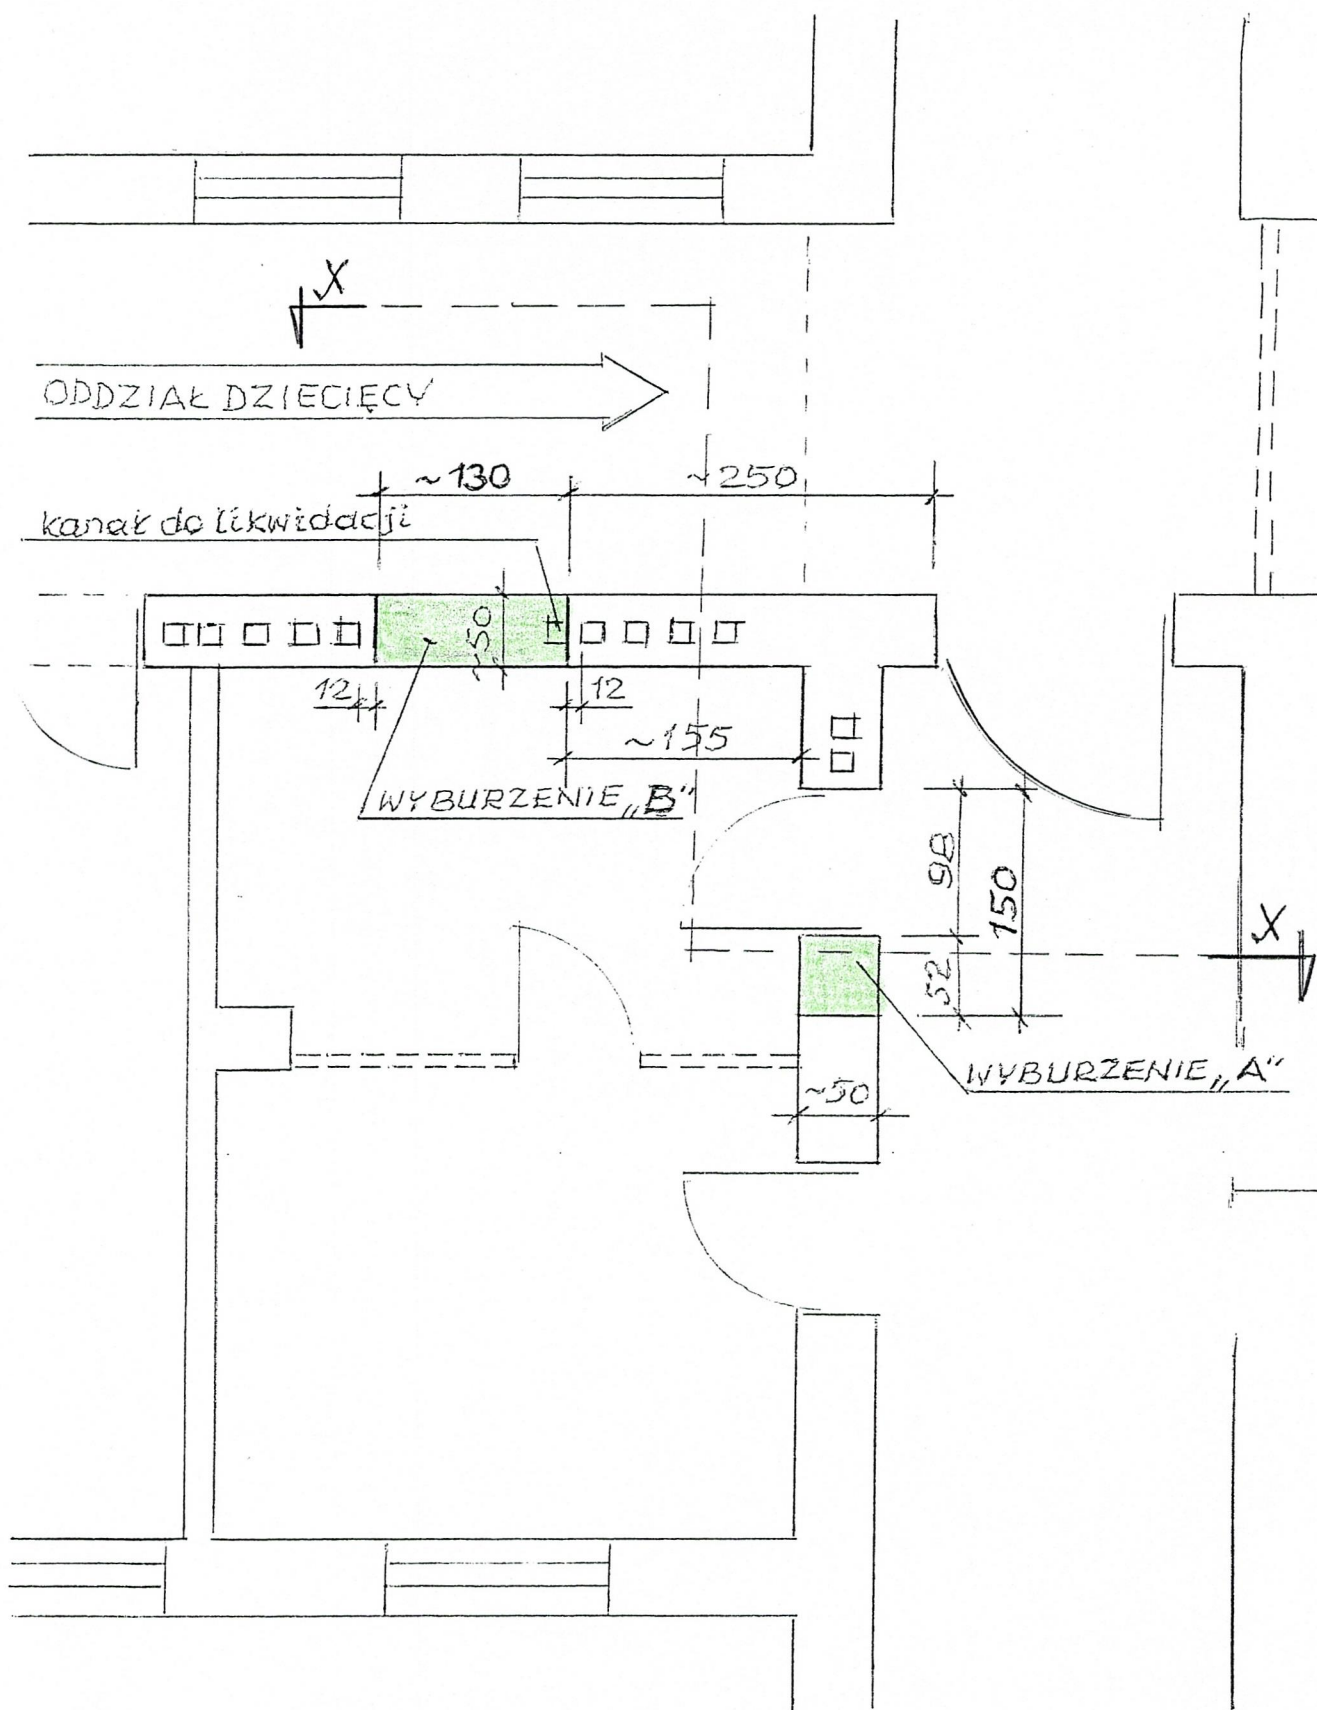 X
ODDZIAŁ DZIECIĘCY
~130
~250
kanał do likwidacji
~50
12
12
~155
WYBURZENIE „B"
98
150
X
52
WYBURZENIE „A"
~50